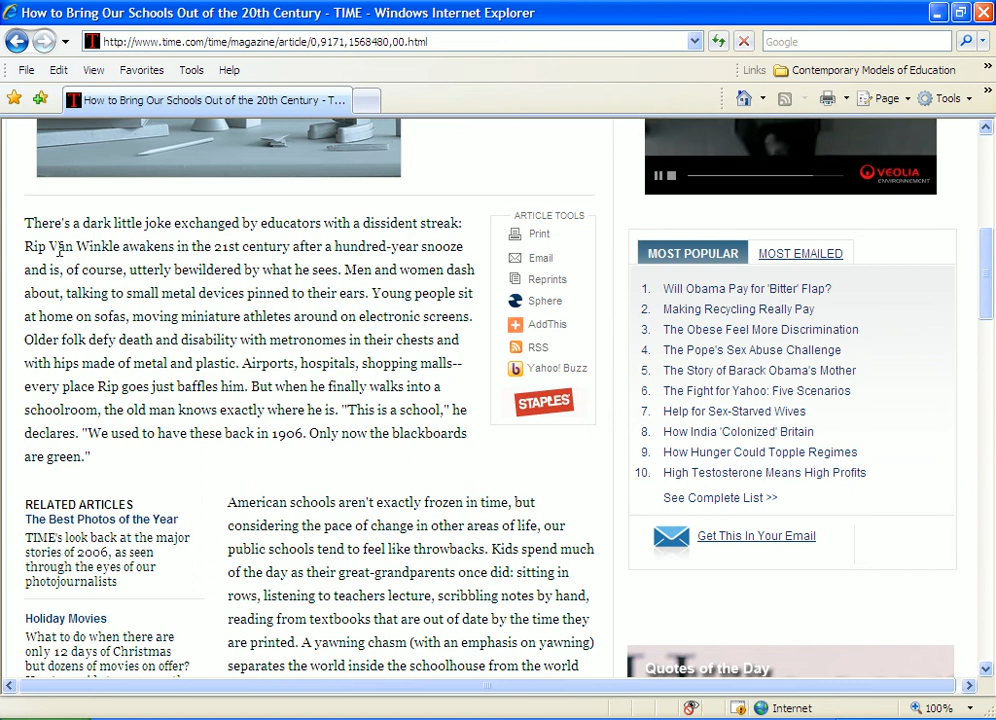 How to Bring Our Schools Out of the 20th Century - TIME - Windows Internet Explorer
http://www.time.com/time/magazine/article/0,9171,1568480,00.html
Google
File Edit View Favorites Tools Help
Links Contemporary Models of Education »
How to Bring Our Schools Out of the 20th Century - T...
Page Tools »
VEOLIA
ENVIRONNEMENT
There's a dark little joke exchanged by educators with a dissident streak:
Rip Van Winkle awakens in the 21st century after a hundred-year snooze
and is, of course, utterly bewildered by what he sees. Men and women dash
about, talking to small metal devices pinned to their ears. Young people sit
at home on sofas, moving miniature athletes around on electronic screens.
Older folk defy death and disability with metronomes in their chests and
with hips made of metal and plastic. Airports, hospitals, shopping malls--
every place Rip goes just baffles him. But when he finally walks into a
schoolroom, the old man knows exactly where he is. "This is a school," he
declares. "We used to have these back in 1906. Only now the blackboards
are green."
ARTICLE TOOLS
Print
Email
Reprints
Sphere
AddThis
RSS
Yahoo! Buzz
STAPLES
MOST POPULAR MOST EMAILED
1. Will Obama Pay for 'Bitter' Flap?
2. Making Recycling Really Pay
3. The Obese Feel More Discrimination
4. The Pope's Sex Abuse Challenge
5. The Story of Barack Obama's Mother
6. The Fight for Yahoo: Five Scenarios
7. Help for Sex-Starved Wives
8. How India 'Colonized' Britain
9. How Hunger Could Topple Regimes
10. High Testosterone Means High Profits
See Complete List >>
Get This In Your Email
RELATED ARTICLES
The Best Photos of the Year
TIME's look back at the major
stories of 2006, as seen
through the eyes of our
photojournalists
Holiday Movies
What to do when there are
only 12 days of Christmas
but dozens of movies on offer?
American schools aren't exactly frozen in time, but
considering the pace of change in other areas of life, our
public schools tend to feel like throwbacks. Kids spend much
of the day as their great-grandparents once did: sitting in
rows, listening to teachers lecture, scribbling notes by hand,
reading from textbooks that are out of date by the time they
are printed. A yawning chasm (with an emphasis on yawning)
separates the world inside the schoolhouse from the world
Quotes of the Day
Internet
100%